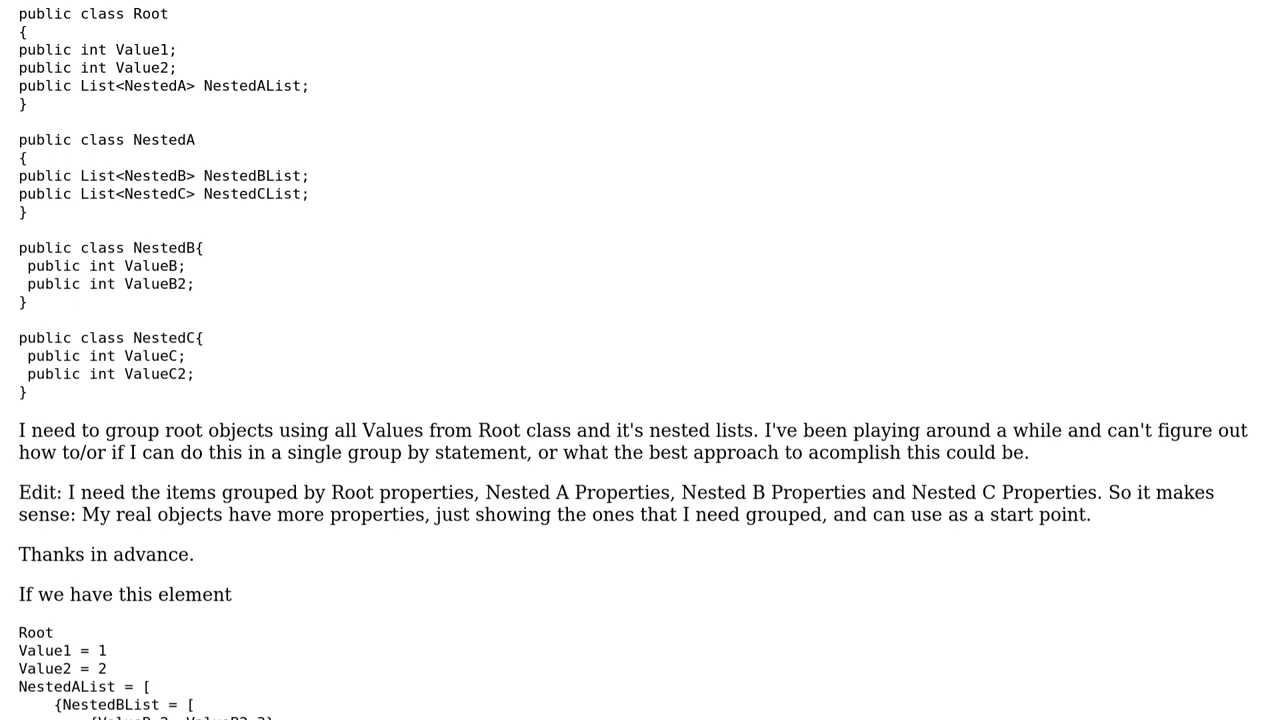 public class Root
{
public int Value1;
public int Value2;
public List<NestedA> NestedAList;
}
public class NestedA
{
public List<NestedB> NestedBList;
public List<NestedC> NestedCList;
}
public class NestedB{
public int ValueB;
public int ValueB2;
}
public class NestedC{
public int ValueC;
public int ValueC2;
}
I need to group root objects using all Values from Root class and it's nested lists. I've been playing around a while and can't figure out
how to/or if I can do this in a single group by statement, or what the best approach to acomplish this could be.
Edit: I need the items grouped by Root properties, Nested A Properties, Nested B Properties and Nested C Properties. So it makes
sense: My real objects have more properties, just showing the ones that I need grouped, and can use as a start point.
Thanks in advance.
If we have this element
Root
Value1 = 1
Value2 = 2
NestedAList = [
{NestedBList = [